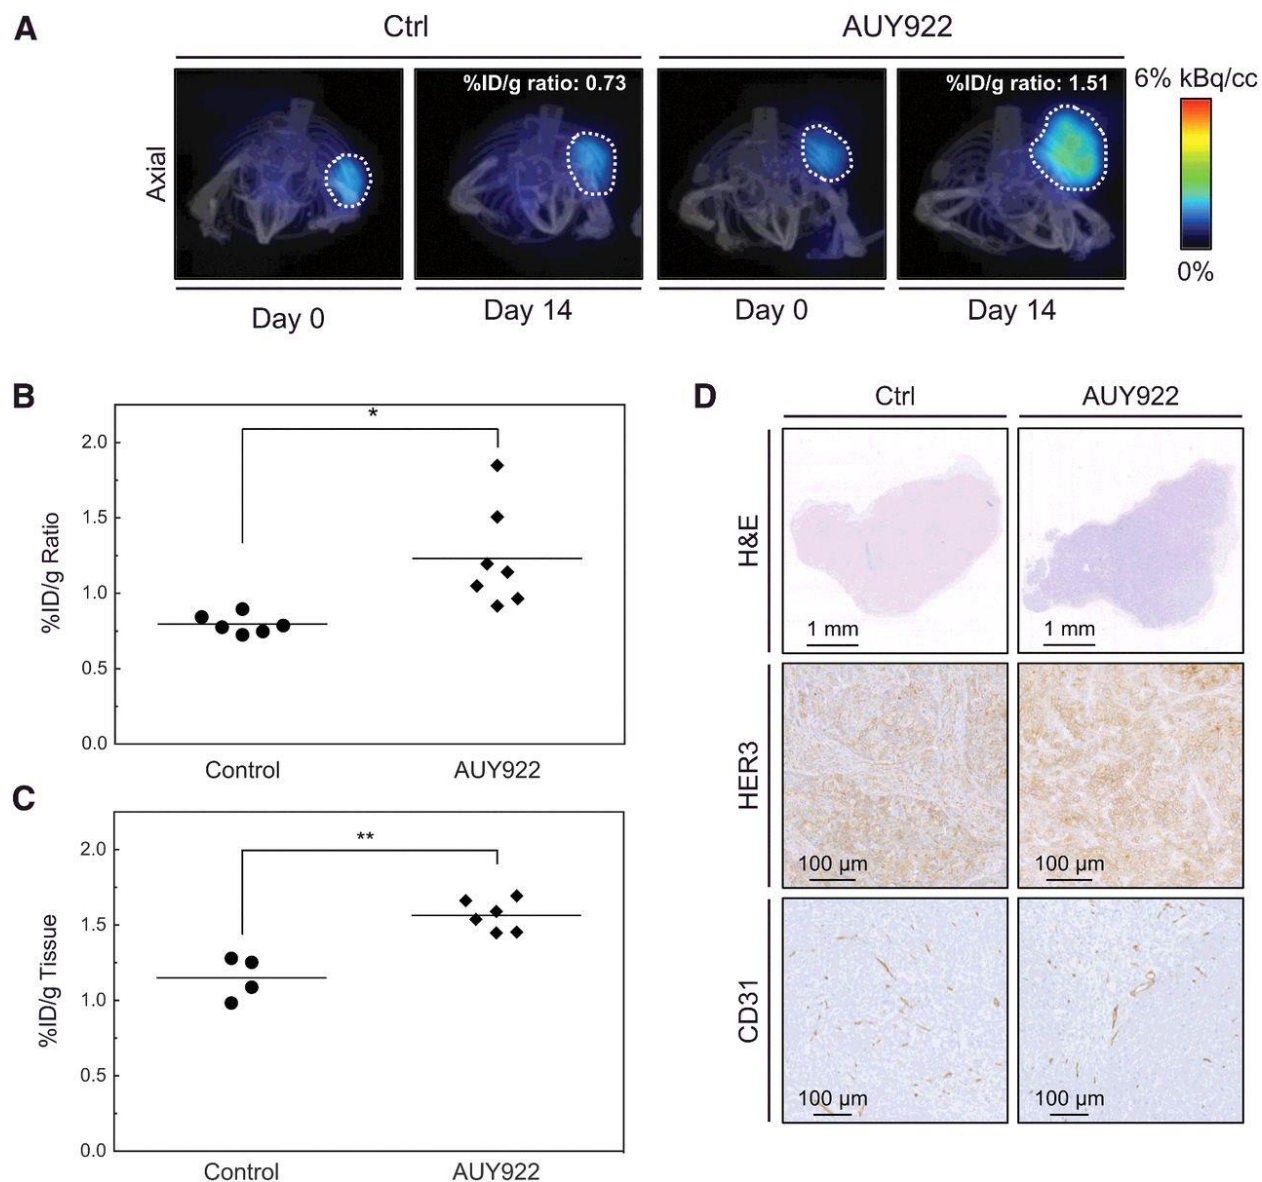 A
Ctrl
AUY922
%ID/g ratio: 0.73
%ID/g ratio: 1.51
6% kBq/cc
Axial
0%
Day 0
Day 14
Day 0
Day 14
B
*
2.0
1.5
1.0
0.5
0.0
%ID/g Ratio
Control
AUY922
C
**
2.0
1.5
1.0
0.5
0.0
%ID/g Tissue
Control
AUY922
D
Ctrl
AUY922
H&E
1 mm
1 mm
HER3
100 µm
100 µm
CD31
100 µm
100 µm